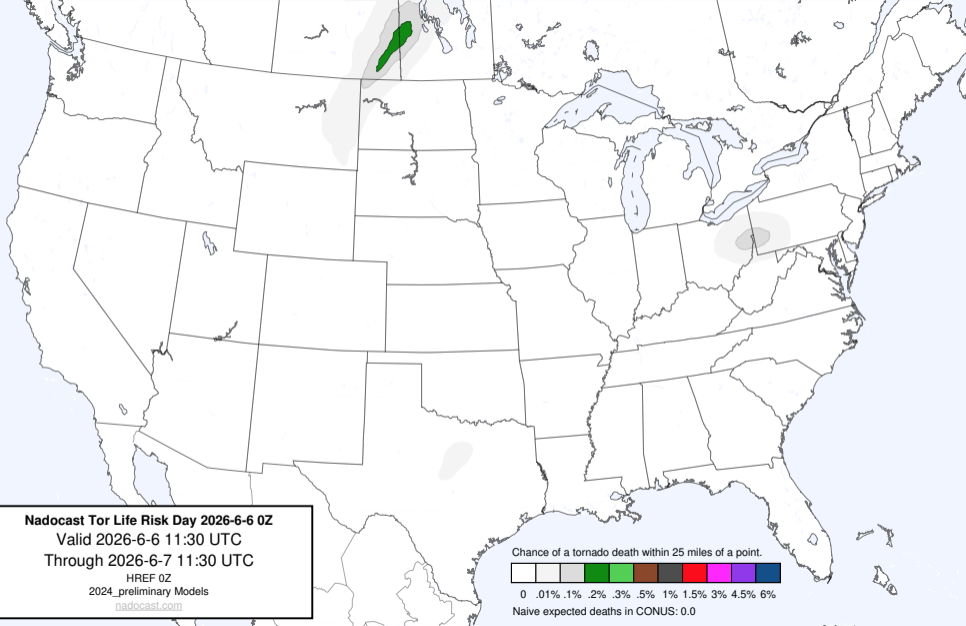 Nadocast Tor Life Risk Day 2026-6-6 0Z
Valid 2026-6-6 11:30 UTC
Through 2026-6-7 11:30 UTC
HREF 0Z
2024_preliminary Models
nadocast.com
Chance of a tornado death within 25 miles of a point.
0 .01% .1% .2% .3% .5% 1% 1.5% 3% 4.5% 6%
Naive expected deaths in CONUS: 0.0